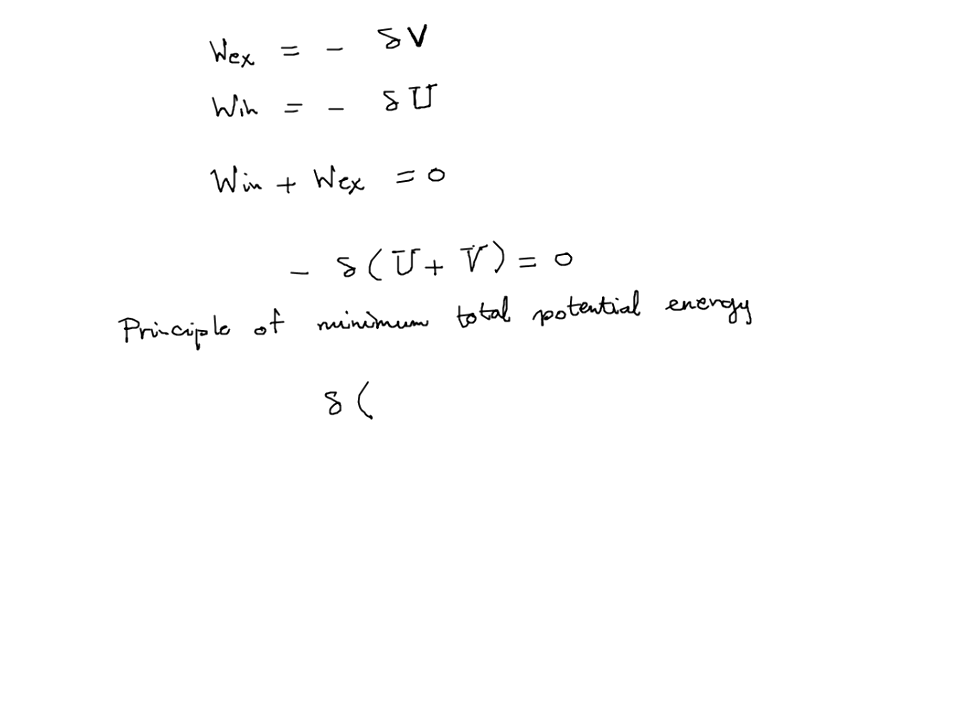 Wex = - δV
Win = - δU
Win + Wex = 0
- δ(U + V) = 0
Principle of minimum total potential energy
δ(